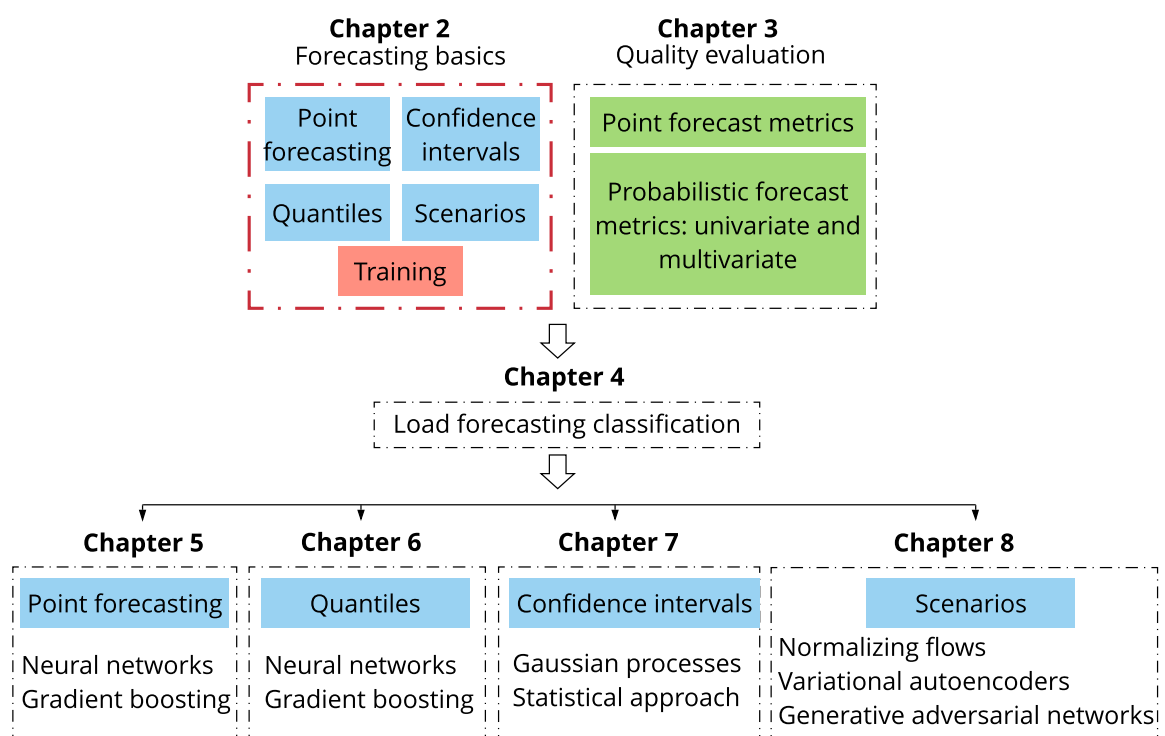 Chapter 2
Forecasting basics
Point
forecasting
Confidence
intervals
Quantiles
Scenarios
Training
Chapter 3
Quality evaluation
Point forecast metrics
Probabilistic forecast
metrics: univariate and
multivariate
Chapter 4
Load forecasting classification
Chapter 5
Point forecasting
Neural networks
Gradient boosting
Chapter 6
Quantiles
Neural networks
Gradient boosting
Chapter 7
Confidence intervals
Gaussian processes
Statistical approach
Chapter 8
Scenarios
Normalizing flows
Variational autoencoders
Generative adversarial networks